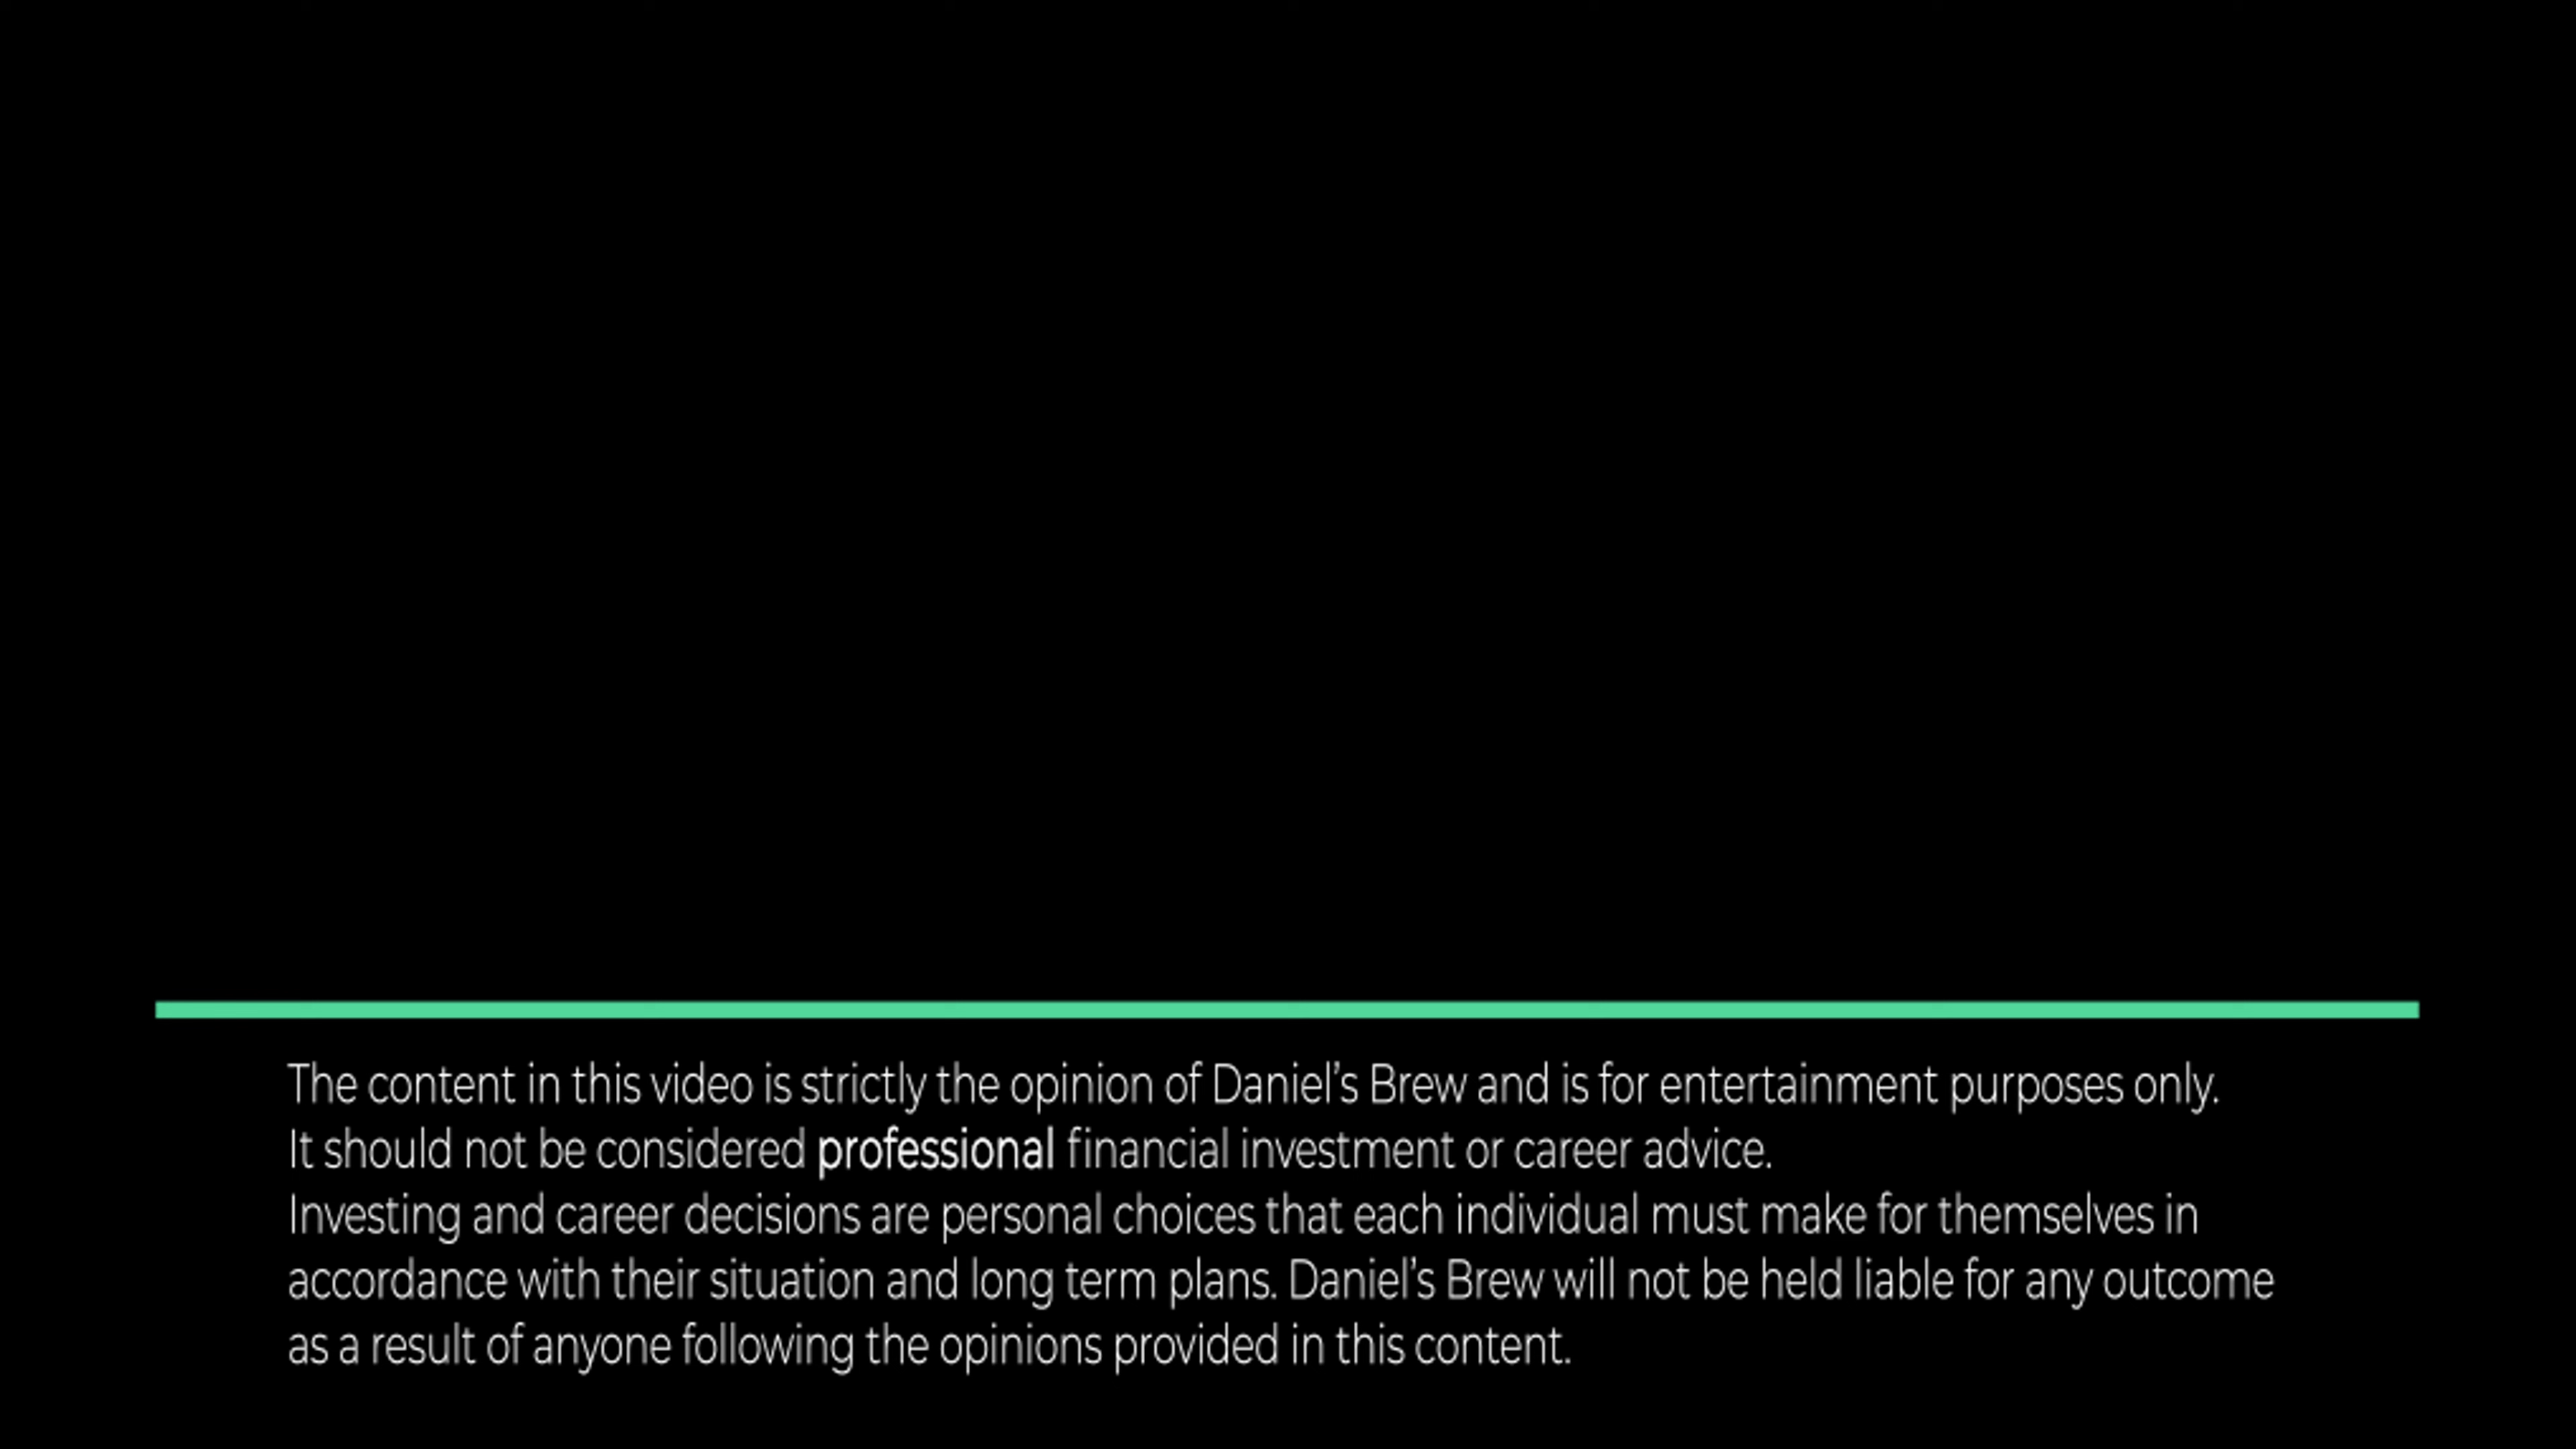 The content in this video is strictly the opinion of Daniel’s Brew and is for entertainment purposes only.
It should not be considered professional financial investment or career advice.
Investing and career decisions are personal choices that each individual must make for themselves in
accordance with their situation and long term plans. Daniel’s Brew will not be held liable for any outcome
as a result of anyone following the opinions provided in this content.